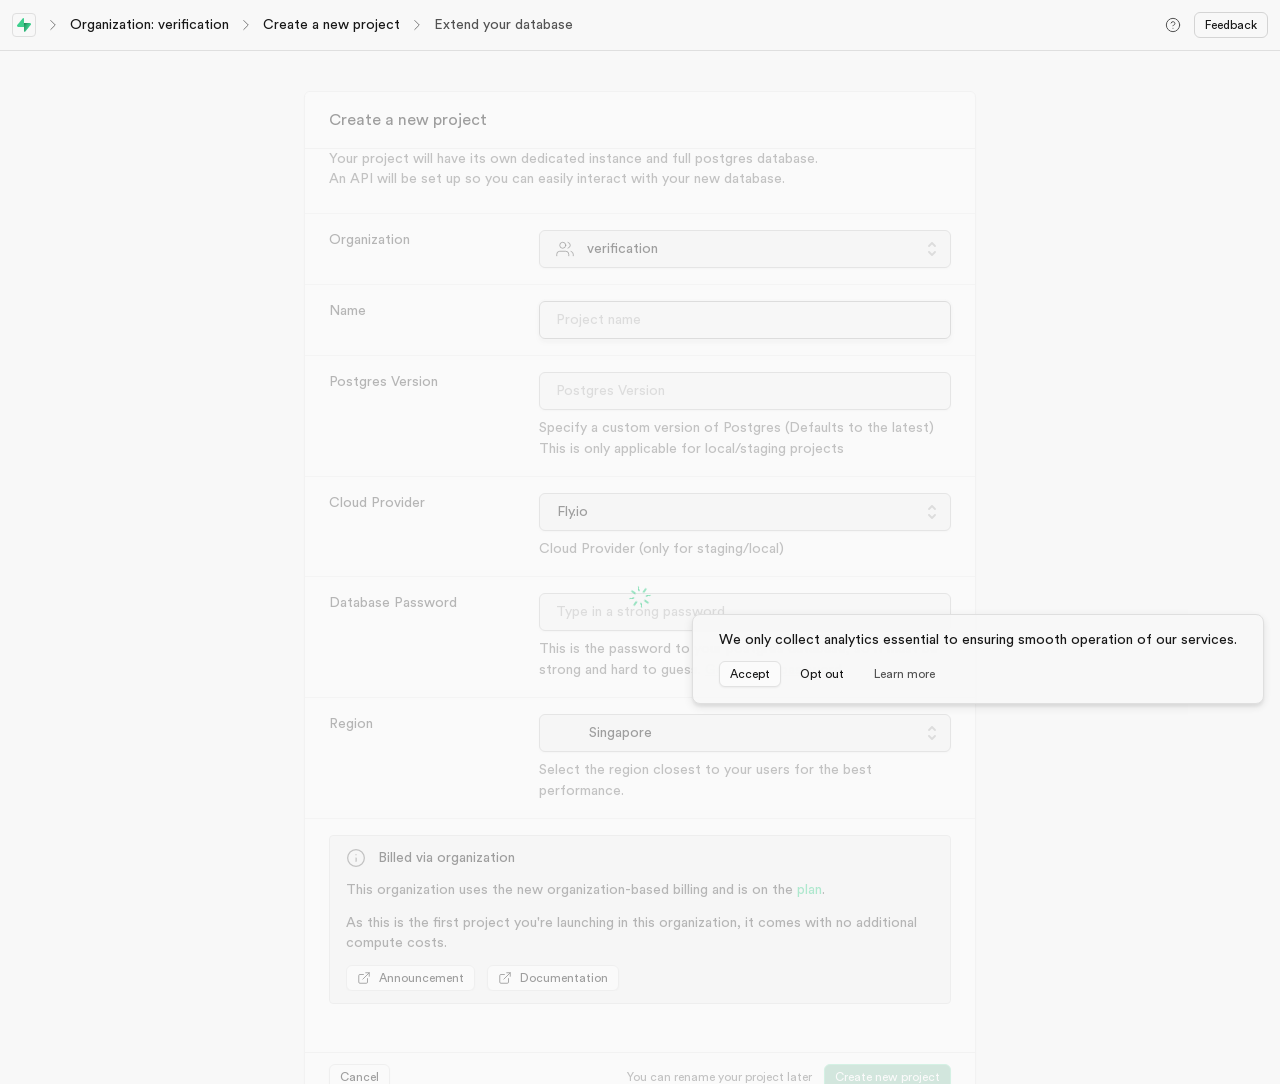 Organization: verification
Create a new project
Extend your database
Feedback
Create a new project
Your project will have its own dedicated instance and full postgres database.
An API will be set up so you can easily interact with your new database.
Organization
verification
Name
Project name
Postgres Version
Postgres Version
Specify a custom version of Postgres (Defaults to the latest)
This is only applicable for local/staging projects
Cloud Provider
Fly.io
Cloud Provider (only for staging/local)
Database Password
Type in a strong password
This is the password to
strong and hard to gues
We only collect analytics essential to ensuring smooth operation of our services.
Accept
Opt out
Learn more
Region
Singapore
Select the region closest to your users for the best
performance.
Billed via organization
This organization uses the new organization-based billing and is on the plan.
As this is the first project you're launching in this organization, it comes with no additional
compute costs.
Announcement
Documentation
Cancel
You can rename your project later
Create new project